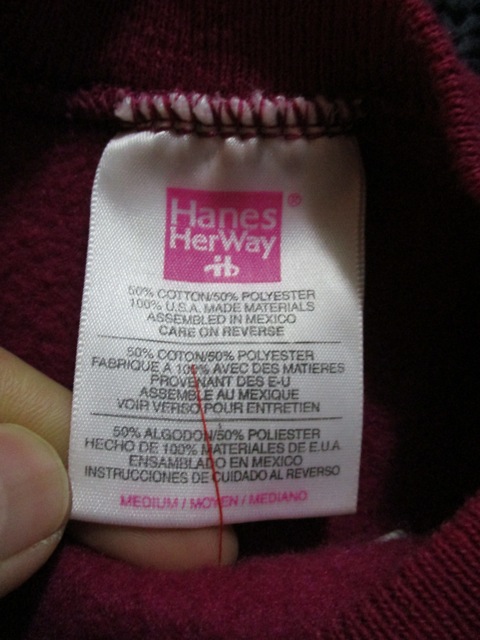 Hanes
HerWay
®
50% COTTON/50% POLYESTER
100% U.S.A. MADE MATERIALS
ASSEMBLED IN MEXICO
CARE ON REVERSE
50% COTON/50% POLYESTER
FABRIQUE A 100% AVEC DES MATIERES
PROVENANT DES E-U
ASSEMBLE AU MEXIQUE
VOIR VERSO POUR ENTRETIEN
50% ALGODON/50% POLIESTER
HECHO DE 100% MATERIALES DE E.U.A.
ENSAMBLADO EN MEXICO
INSTRUCCIONES DE CUIDADO AL REVERSO
MEDIUM / MOYEN / MEDIANO